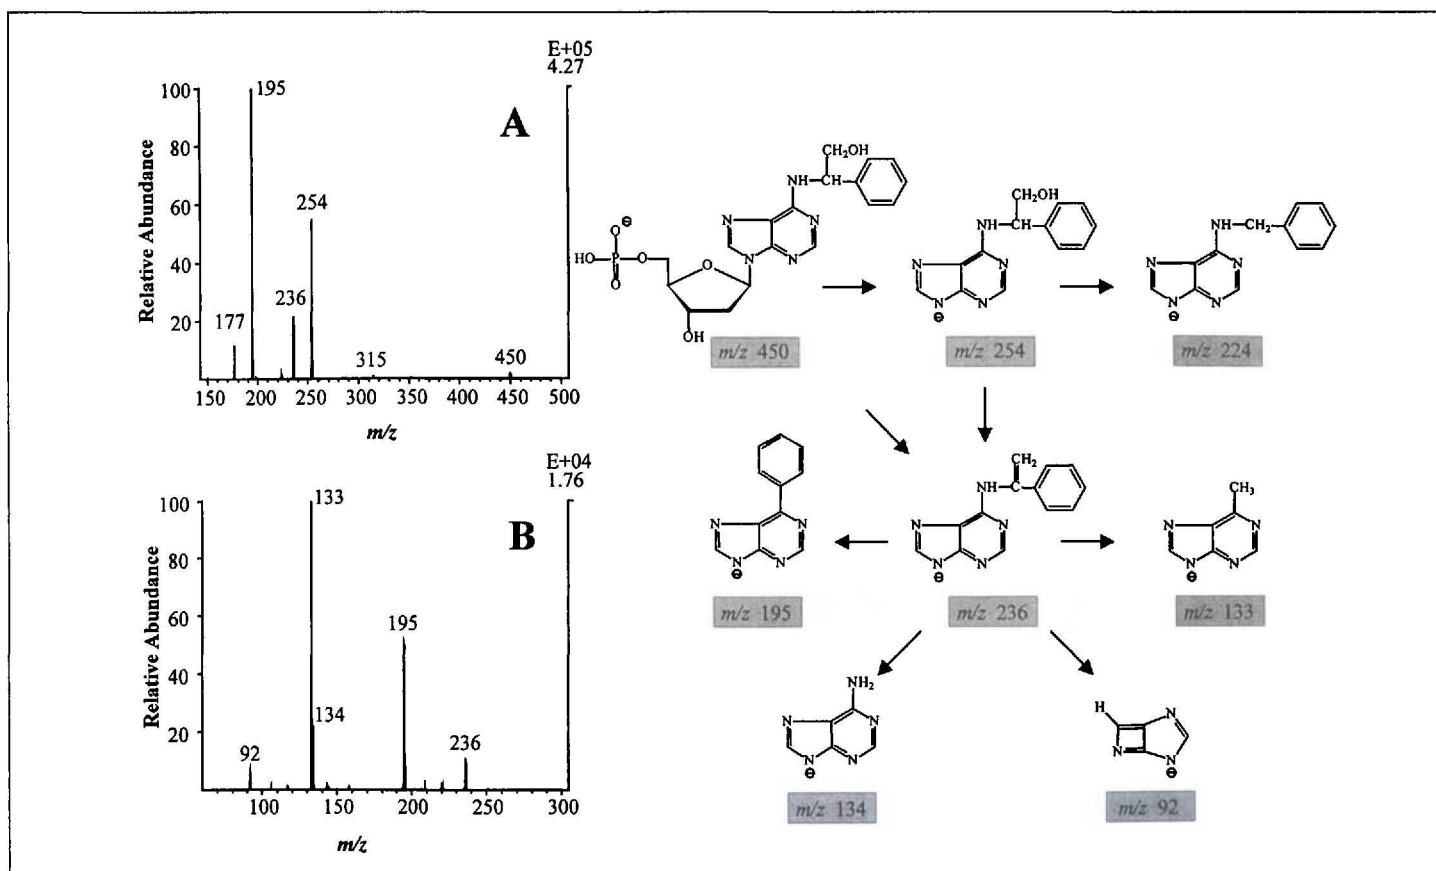 E+05
4.27
100
195
A
80
Relative Abundance
60
254
40
236
20
177
315
450
150 200 250 300 350 400 450 500
m/z
E+04
1.76
100
133
B
80
Relative Abundance
60
195
40
134
20
92
236
100 150 200 250 300
m/z
CH₂OH
NH—CH
O⊖
HO—P—O
O
O
N N
N N
OH
m/z 450
CH₂OH
NH—CH
N N
N N
⊖
m/z 254
NH—CH₂
N N
N N
⊖
m/z 224
N N
N N
⊖
m/z 195
CH₂
NH—C
N N
N N
⊖
m/z 236
CH₃
N N
N N
⊖
m/z 133
NH₂
N N
N N
⊖
m/z 134
H
N
N N
⊖
m/z 92